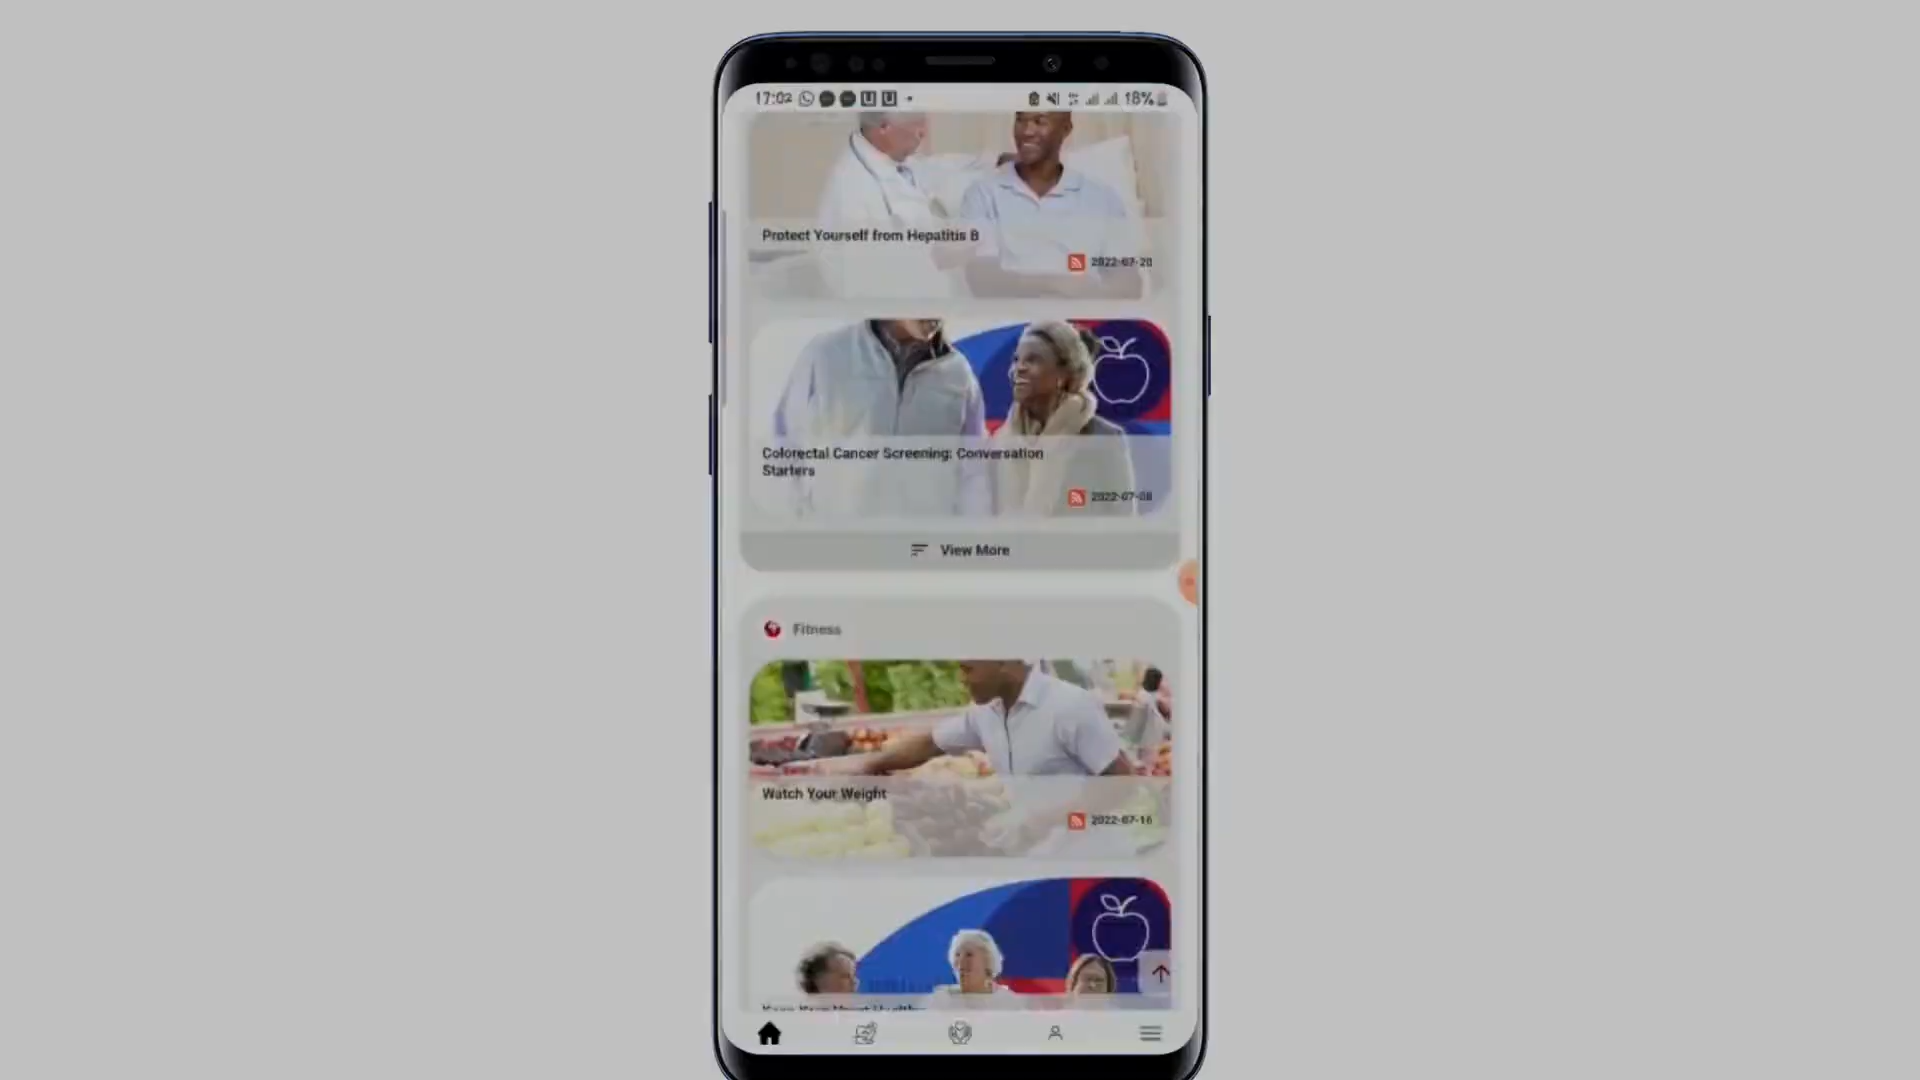 17:02
18%
Protect Yourself from Hepatitis B
2022-07-20
Colorectal Cancer Screening: Conversation
Starters
2022-07-08
View More
Fitness
Watch Your Weight
2022-07-16